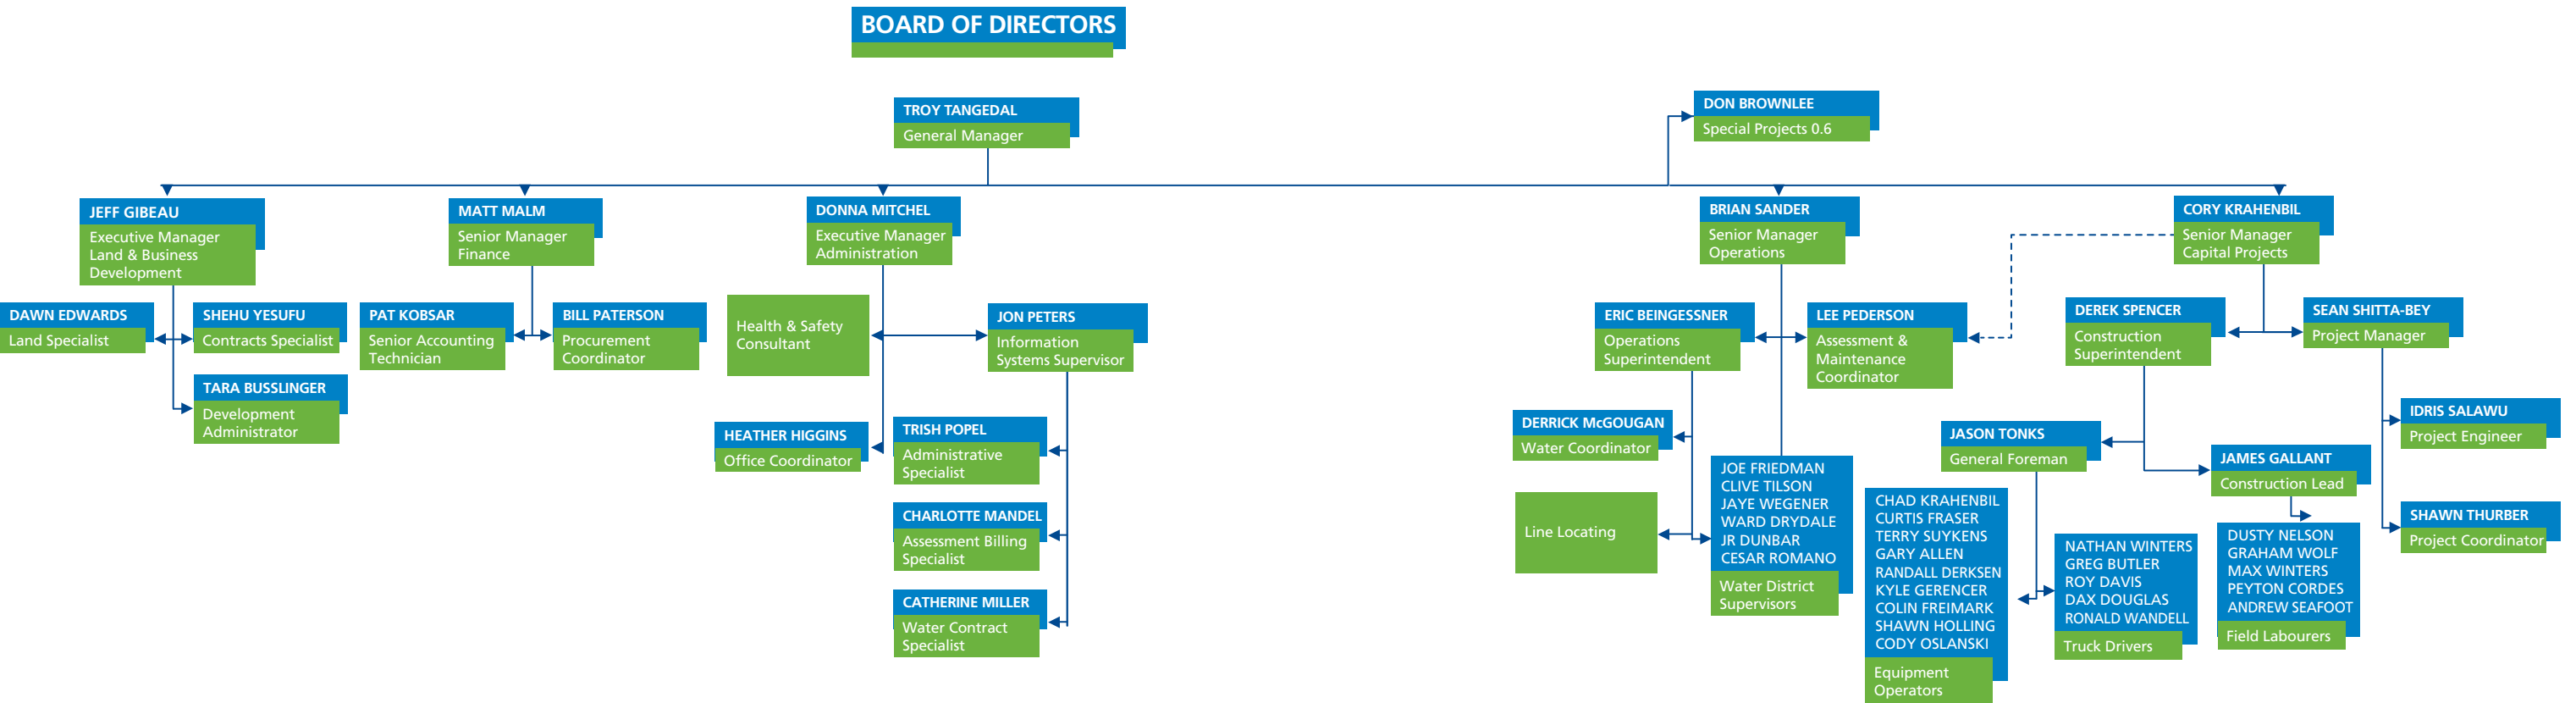 BOARD OF DIRECTORS
TROY TANGEDAL
General Manager
DON BROWNLEE
Special Projects 0.6
JEFF GIBEAU
Executive Manager
Land & Business
Development
DAWN EDWARDS
Land Specialist
SHEHU YESUFU
Contracts Specialist
TARA BUSSLINGER
Development
Administrator
MATT MALM
Senior Manager
Finance
PAT KOBSAR
Senior Accounting
Technician
BILL PATERSON
Procurement
Coordinator
DONNA MITCHEL
Executive Manager
Administration
Health & Safety
Consultant
JON PETERS
Information
Systems Supervisor
HEATHER HIGGINS
Office Coordinator
TRISH POPEL
Administrative
Specialist
CHARLOTTE MANDEL
Assessment Billing
Specialist
CATHERINE MILLER
Water Contract
Specialist
BRIAN SANDER
Senior Manager
Operations
ERIC BEINGESSNER
Operations
Superintendent
LEE PEDERSON
Assessment &
Maintenance
Coordinator
DERRICK McGOUGAN
Water Coordinator
Line Locating
JOE FRIEDMAN
CLIVE TILSON
JAYE WEGENER
WARD DRYDALE
JR DUNBAR
CESAR ROMANO
Water District
Supervisors
CORY KRAHENBIL
Senior Manager
Capital Projects
DEREK SPENCER
Construction
Superintendent
SEAN SHITTA-BEY
Project Manager
JASON TONKS
General Foreman
CHAD KRAHENBIL
CURTIS FRASER
TERRY SUYKENS
GARY ALLEN
RANDALL DERKSEN
KYLE GERENCER
COLIN FREIMARK
SHAWN HOLLING
CODY OSLANSKI
Equipment
Operators
NATHAN WINTERS
GREG BUTLER
ROY DAVIS
DAX DOUGLAS
RONALD WANDELL
Truck Drivers
JAMES GALLANT
Construction Lead
DUSTY NELSON
GRAHAM WOLF
MAX WINTERS
PEYTON CORDES
ANDREW SEAFOOT
Field Labourers
IDRIS SALAWU
Project Engineer
SHAWN THURBER
Project Coordinator